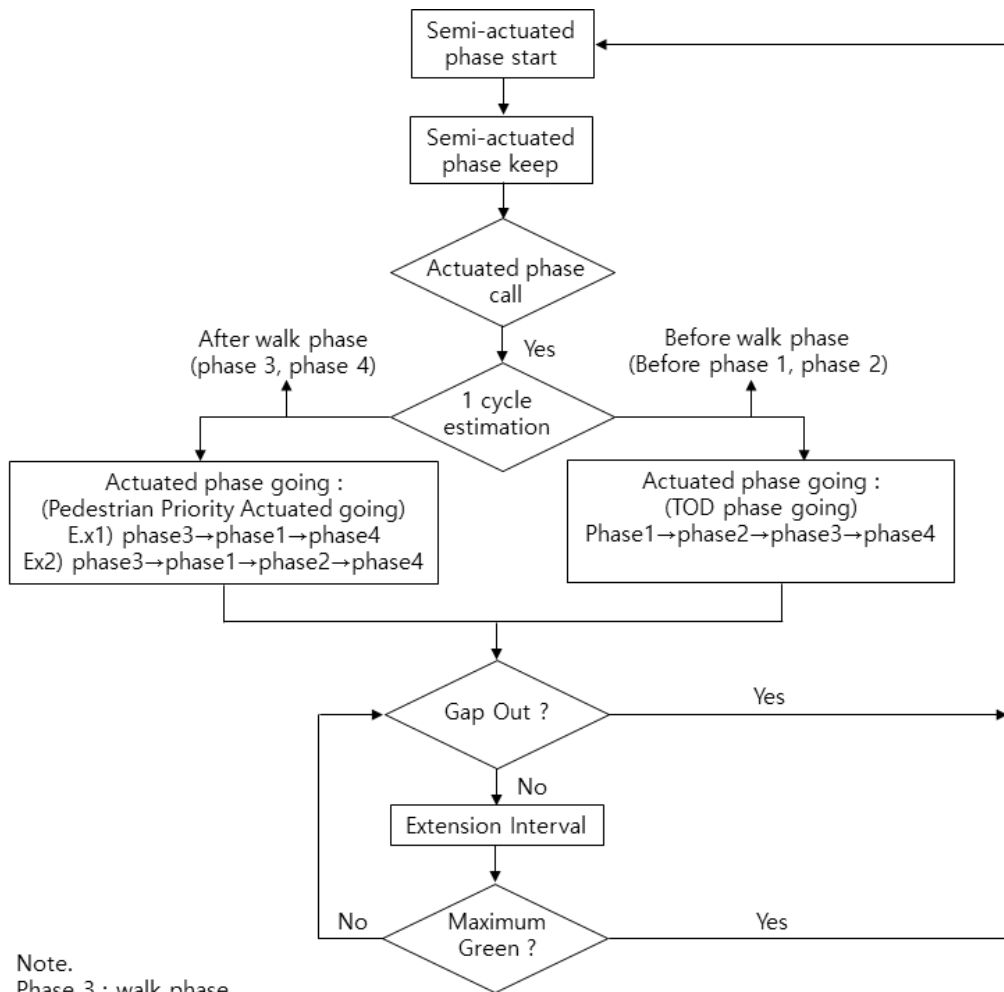 Semi-actuated
phase start
Semi-actuated
phase keep
Actuated phase
call
Yes
After walk phase
(phase 3, phase 4)
Before walk phase
(Before phase 1, phase 2)
1 cycle
estimation
Actuated phase going :
(Pedestrian Priority Actuated going)
E.x1) phase3→phase1→phase4
Ex2) phase3→phase1→phase2→phase4
Actuated phase going :
(TOD phase going)
Phase1→phase2→phase3→phase4
Gap Out ?
Yes
No
Extension Interval
Maximum
Green ?
No
Yes
Note.
Phase 3 : walk phase